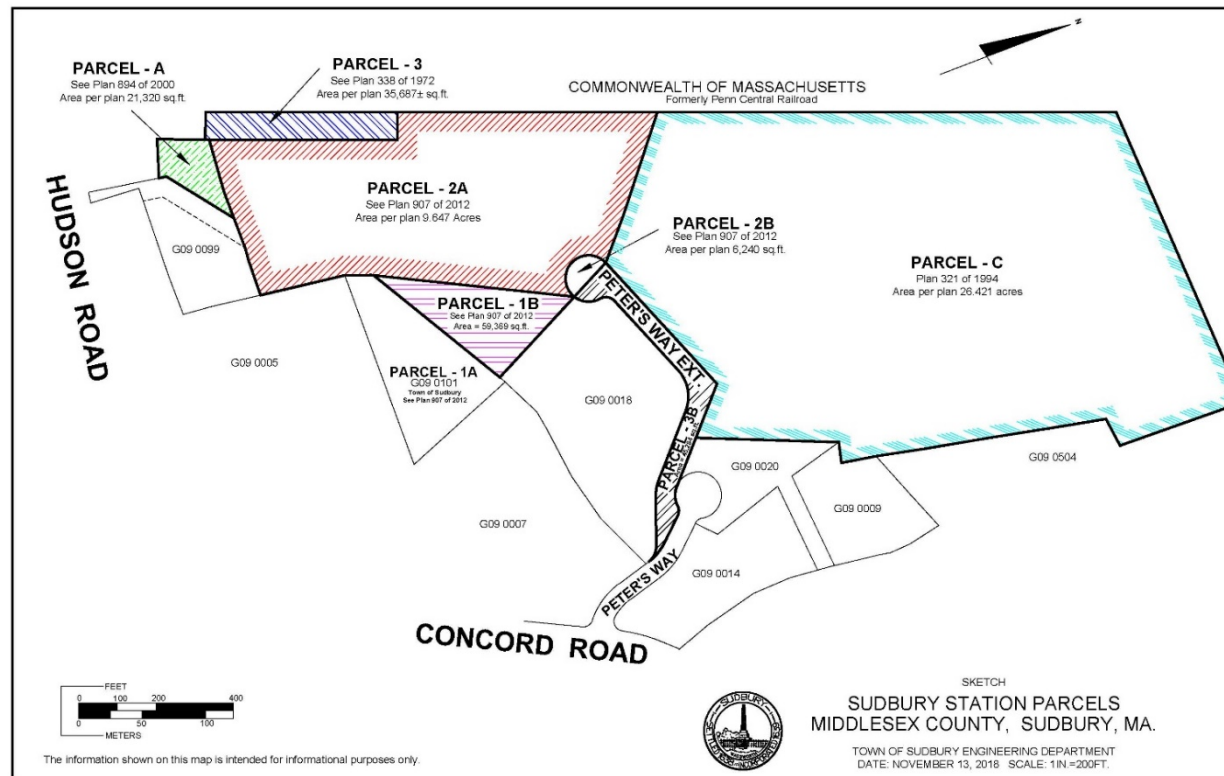 PARCEL - A
See Plan 894 of 2000
Area per plan 21,320 sq.ft.
PARCEL - 3
See Plan 338 of 1972
Area per plan 35,687± sq.ft.
COMMONWEALTH OF MASSACHUSETTS
Formerly Penn Central Railroad
N
HUDSON ROAD
G09 0099
PARCEL - 2A
See Plan 907 of 2012
Area per plan 9.647 Acres
PARCEL - 2B
See Plan 907 of 2012
Area per plan 6,240 sq.ft.
PARCEL - C
Plan 321 of 1994
Area per plan 26.421 acres
PARCEL - 1B
See Plan 907 of 2012
Area = 59,369 sq.ft.
PETER'S WAY EXT.
G09 0005
PARCEL - 1A
G09 0101
Town of Sudbury
See Plan 907 of 2012
G09 0018
PARCEL - 3B
G09 0020
G09 0504
G09 0009
G09 0007
G09 0014
PETER'S WAY
CONCORD ROAD
FEET
0 100 200 400
0 50 100
METERS
The information shown on this map is intended for informational purposes only.
SUDBURY
SKETCH
SUDBURY STATION PARCELS
MIDDLESEX COUNTY, SUDBURY, MA.
TOWN OF SUDBURY ENGINEERING DEPARTMENT
DATE: NOVEMBER 13, 2018 SCALE: 1IN.=200FT.